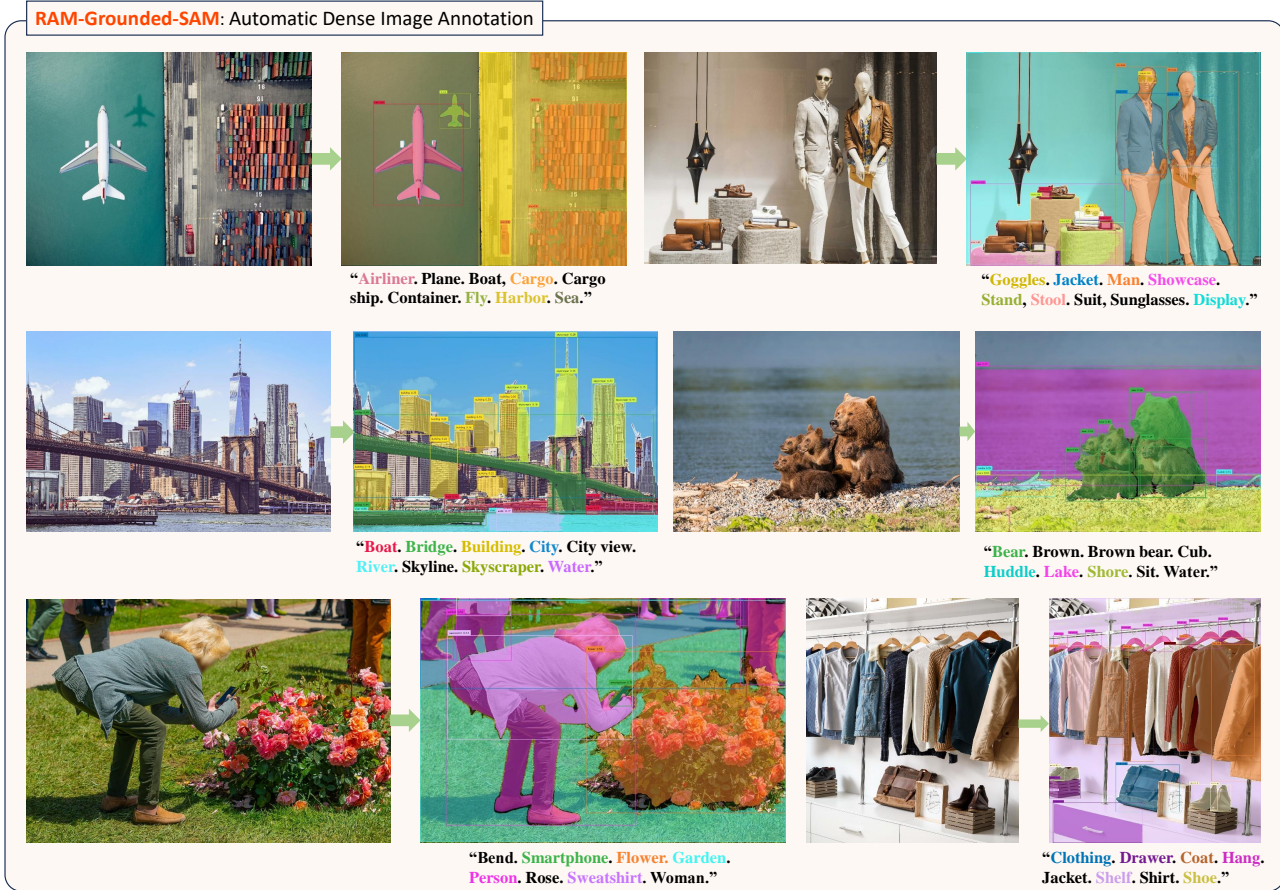 RAM-Grounded-SAM: Automatic Dense Image Annotation
“Airliner. Plane. Boat, Cargo. Cargo
ship. Container. Fly. Harbor. Sea.”
“Goggles. Jacket. Man. Showcase.
Stand, Stool. Suit, Sunglasses. Display.”
“Boat. Bridge. Building. City. City view.
River. Skyline. Skyscraper. Water.”
“Bear. Brown. Brown bear. Cub.
Huddle. Lake. Shore. Sit. Water.”
“Bend. Smartphone. Flower. Garden.
Person. Rose. Sweatshirt. Woman.”
“Clothing. Drawer. Coat. Hang.
Jacket. Shelf. Shirt. Shoe.”